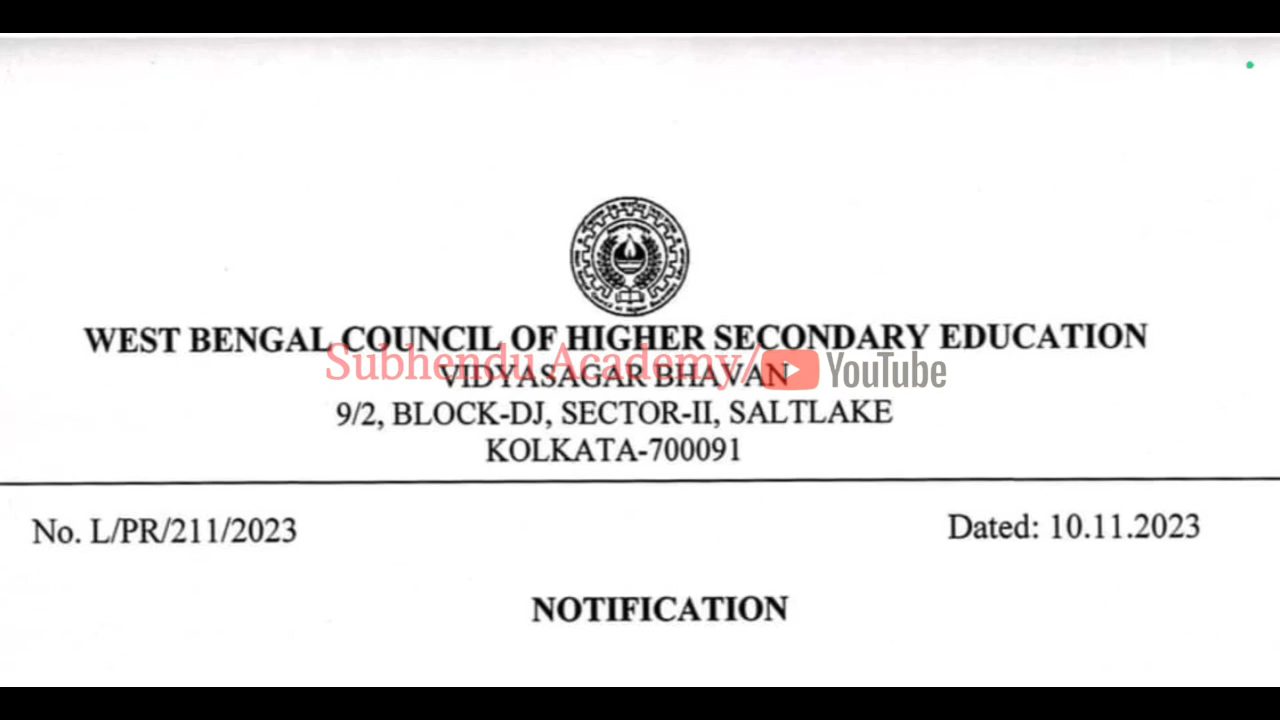 WEST BENGAL COUNCIL OF HIGHER SECONDARY EDUCATION
Subhendu Academy/ YouTube
VIDYASAGAR BHAVAN
9/2, BLOCK-DJ, SECTOR-II, SALTLAKE
KOLKATA-700091
No. L/PR/211/2023
Dated: 10.11.2023
NOTIFICATION